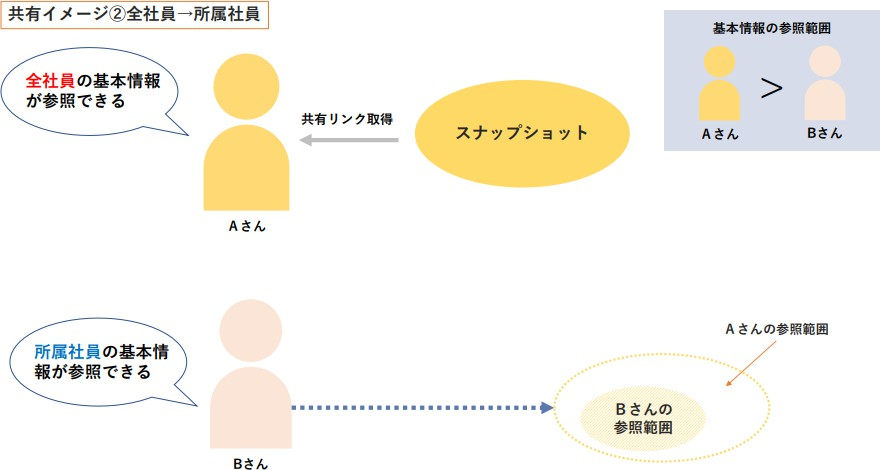 共有イメージ②全社員→所属社員
全社員の基本情報
が参照できる
共有リンク取得
スナップショット
Aさん
基本情報の参照範囲
＞
Aさん
Bさん
所属社員の基本情
報が参照できる
Bさん
Aさんの参照範囲
Bさんの
参照範囲